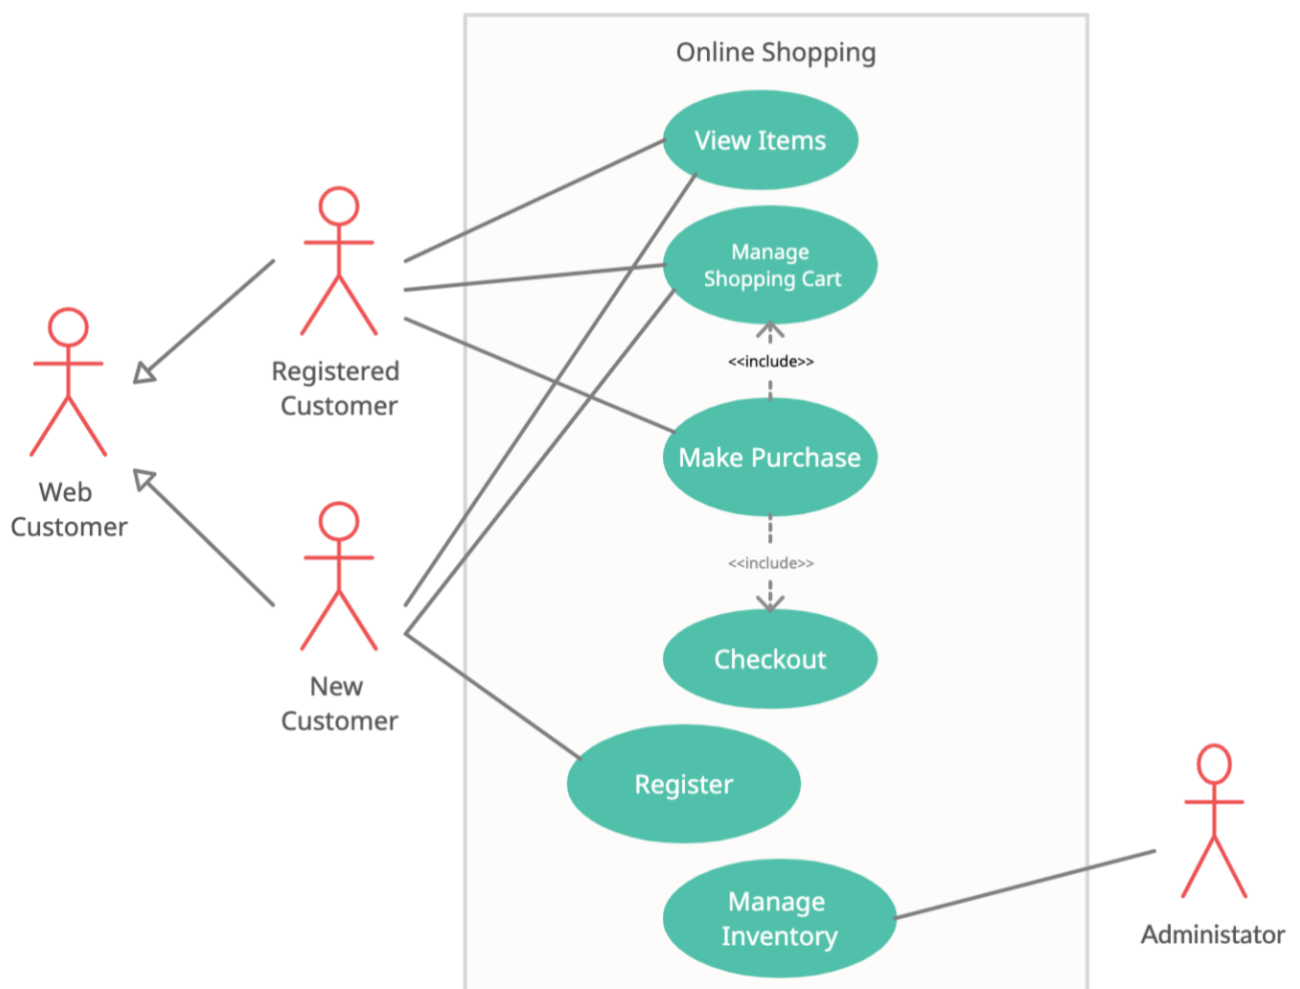 Online Shopping
View Items
Manage
Shopping Cart
<<include>>
Registered
Customer
Make Purchase
Web
Customer
<<include>>
Checkout
New
Customer
Register
Manage
Inventory
Administator